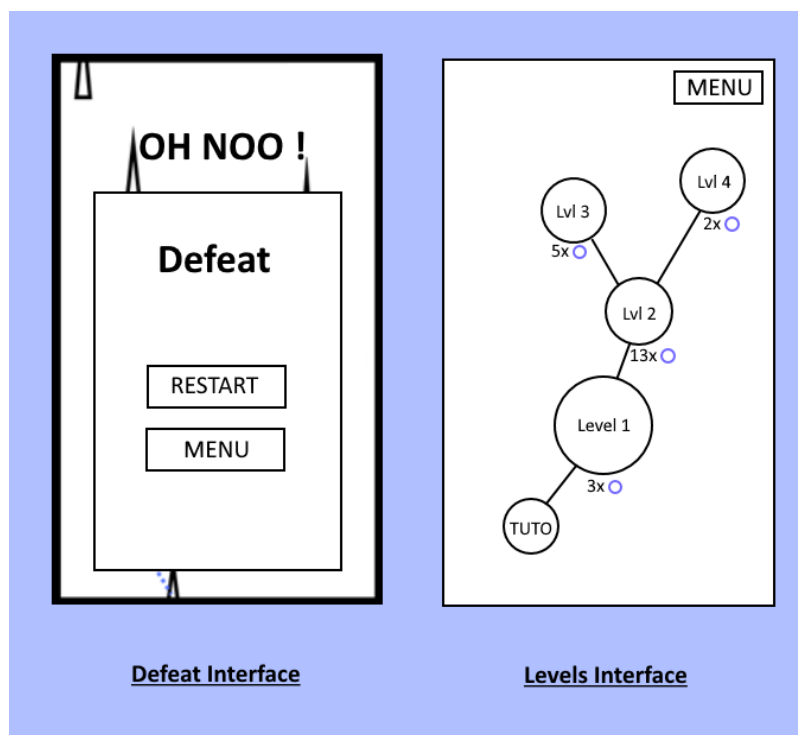 OH NOO !
Defeat
RESTART
MENU
Defeat Interface
MENU
Lvl 4
2x
Lvl 3
5x
Lvl 2
13x
Level 1
3x
TUTO
Levels Interface